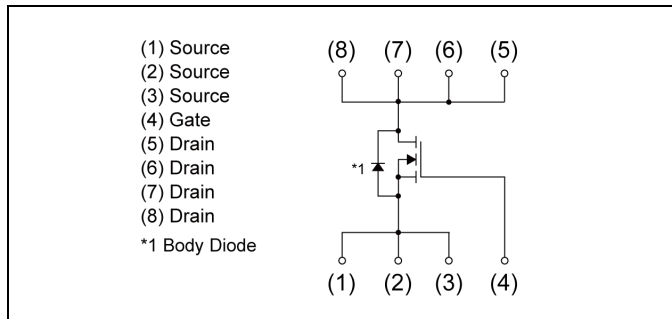 (1) Source
(2) Source
(3) Source
(4) Gate
(5) Drain
(6) Drain
(7) Drain
(8) Drain
*1 Body Diode
(8) (7) (6) (5)
*1
(1) (2) (3) (4)